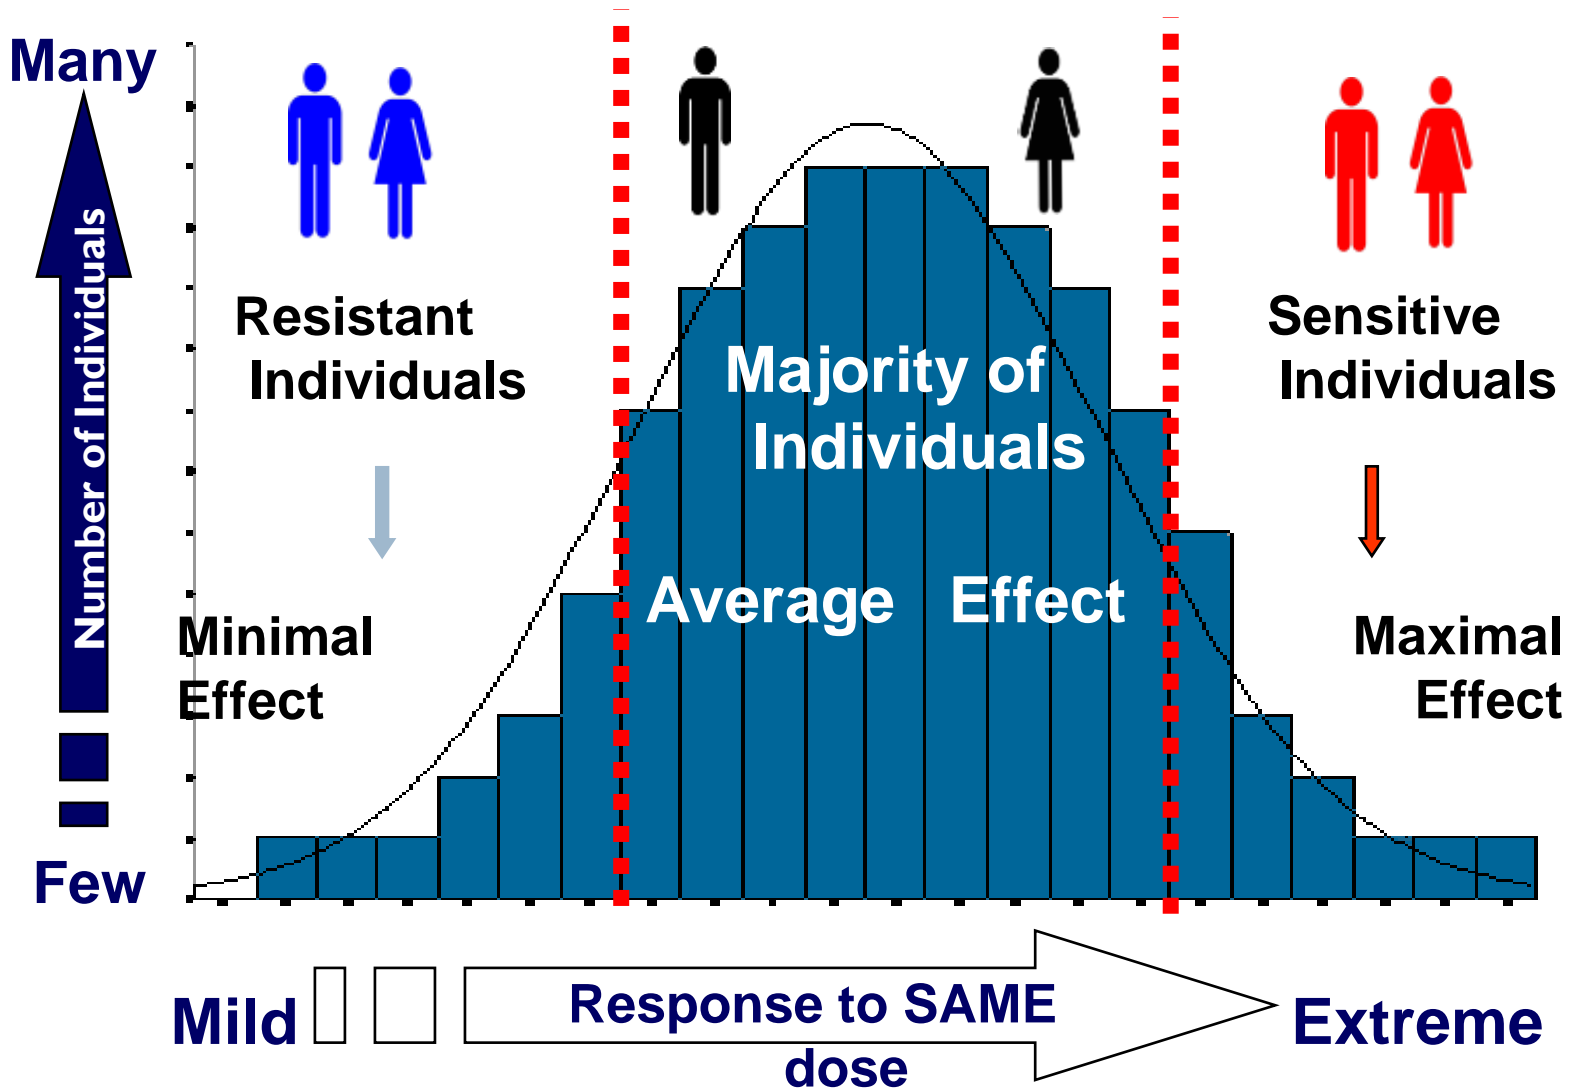 Many
Number of Individuals
Few
Resistant
Individuals
Minimal
Effect
Majority of
Individuals
Average Effect
Sensitive
Individuals
Maximal
Effect
Mild
Response to SAME
dose
Extreme